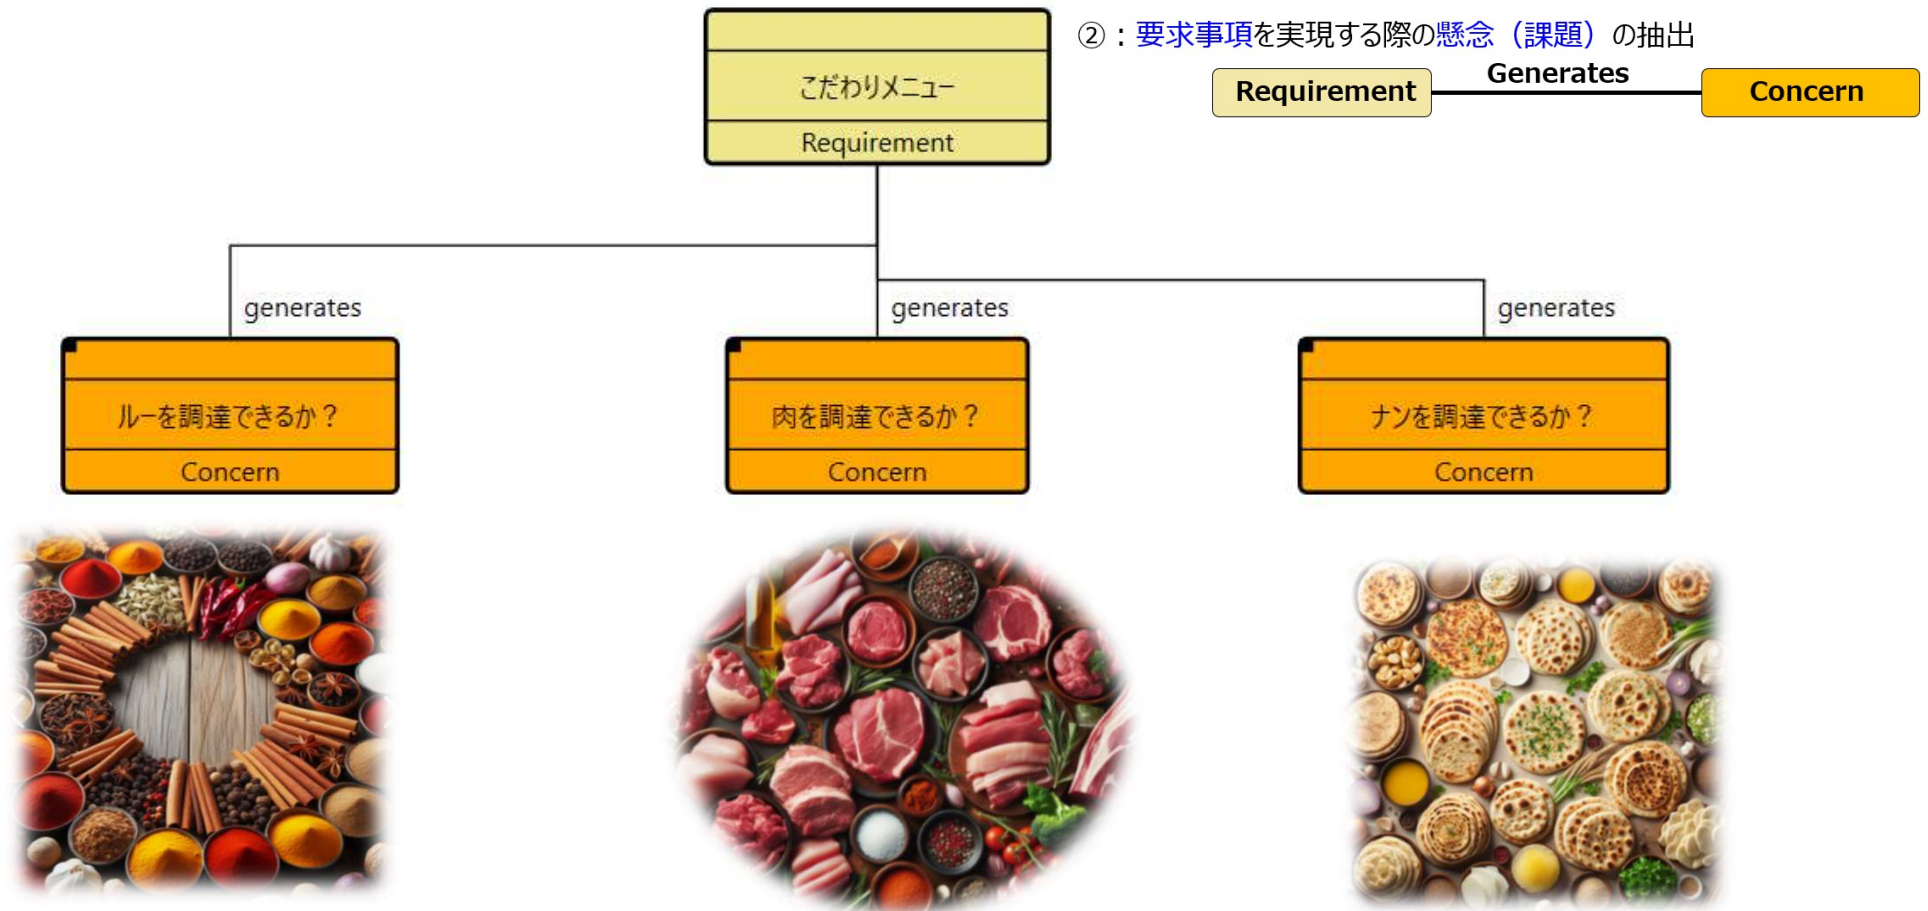 ②：要求事項を実現する際の懸念（課題）の抽出
Generates
Requirement
Concern
こだわりメニュー
Requirement
generates
generates
generates
ルーを調達できるか？
Concern
肉を調達できるか？
Concern
ナンを調達できるか？
Concern